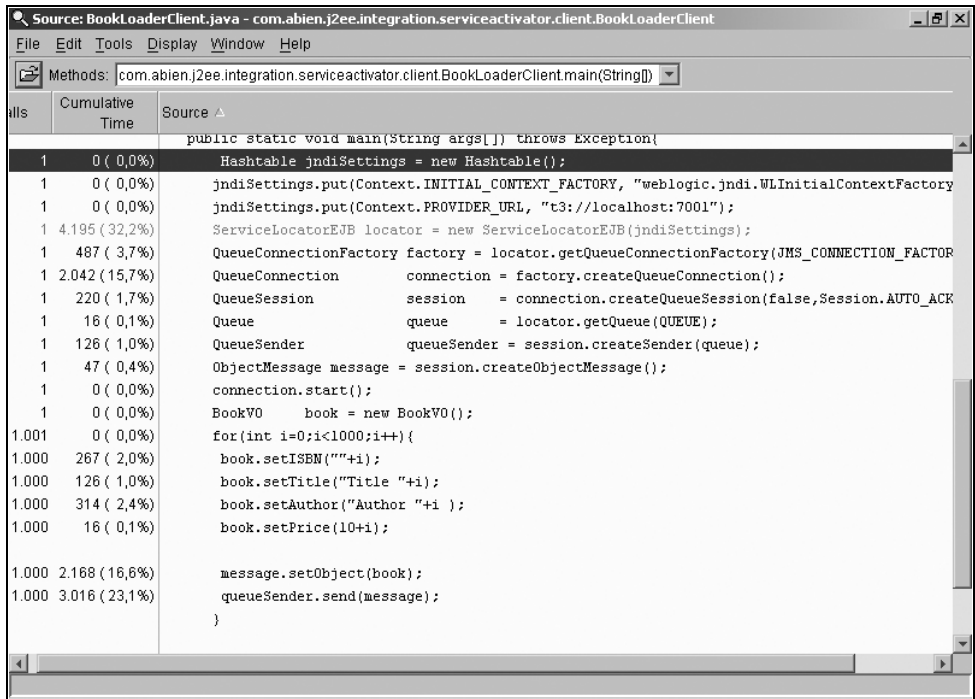 Source: BookLoaderClient.java - com.abien.j2ee.integration.serviceactivator.client.BookLoaderClient
File Edit Tools Display Window Help
Methods: com.abien.j2ee.integration.serviceactivator.client.BookLoaderClient.main(String[])
alls Cumulative Time Source
public static void main(String args[]) throws Exception{
1 0 ( 0,0%) Hashtable jndiSettings = new Hashtable();
1 0 ( 0,0%) jndiSettings.put(Context.INITIAL_CONTEXT_FACTORY, "weblogic.jndi.WLInitialContextFactory
1 0 ( 0,0%) jndiSettings.put(Context.PROVIDER_URL, "t3://localhost:7001");
1 4.195 (32,2%) ServiceLocatorEJB locator = new ServiceLocatorEJB(jndiSettings);
1 487 ( 3,7%) QueueConnectionFactory factory = locator.getQueueConnectionFactory(JMS_CONNECTION_FACTOR
1 2.042 (15,7%) QueueConnection connection = factory.createQueueConnection();
1 220 ( 1,7%) QueueSession session = connection.createQueueSession(false,Session.AUTO_ACK
1 16 ( 0,1%) Queue queue = locator.getQueue(QUEUE);
1 126 ( 1,0%) QueueSender queueSender = session.createSender(queue);
1 47 ( 0,4%) ObjectMessage message = session.createObjectMessage();
1 0 ( 0,0%) connection.start();
1 0 ( 0,0%) BookVO book = new BookVO();
1.001 0 ( 0,0%) for(int i=0;i<1000;i++){
1.000 267 ( 2,0%) book.setISBN(""+i);
1.000 126 ( 1,0%) book.setTitle("Title "+i);
1.000 314 ( 2,4%) book.setAuthor("Author "+i );
1.000 16 ( 0,1%) book.setPrice(10+i);
1.000 2.168 (16,6%) message.setObject(book);
1.000 3.016 (23,1%) queueSender.send(message);
}